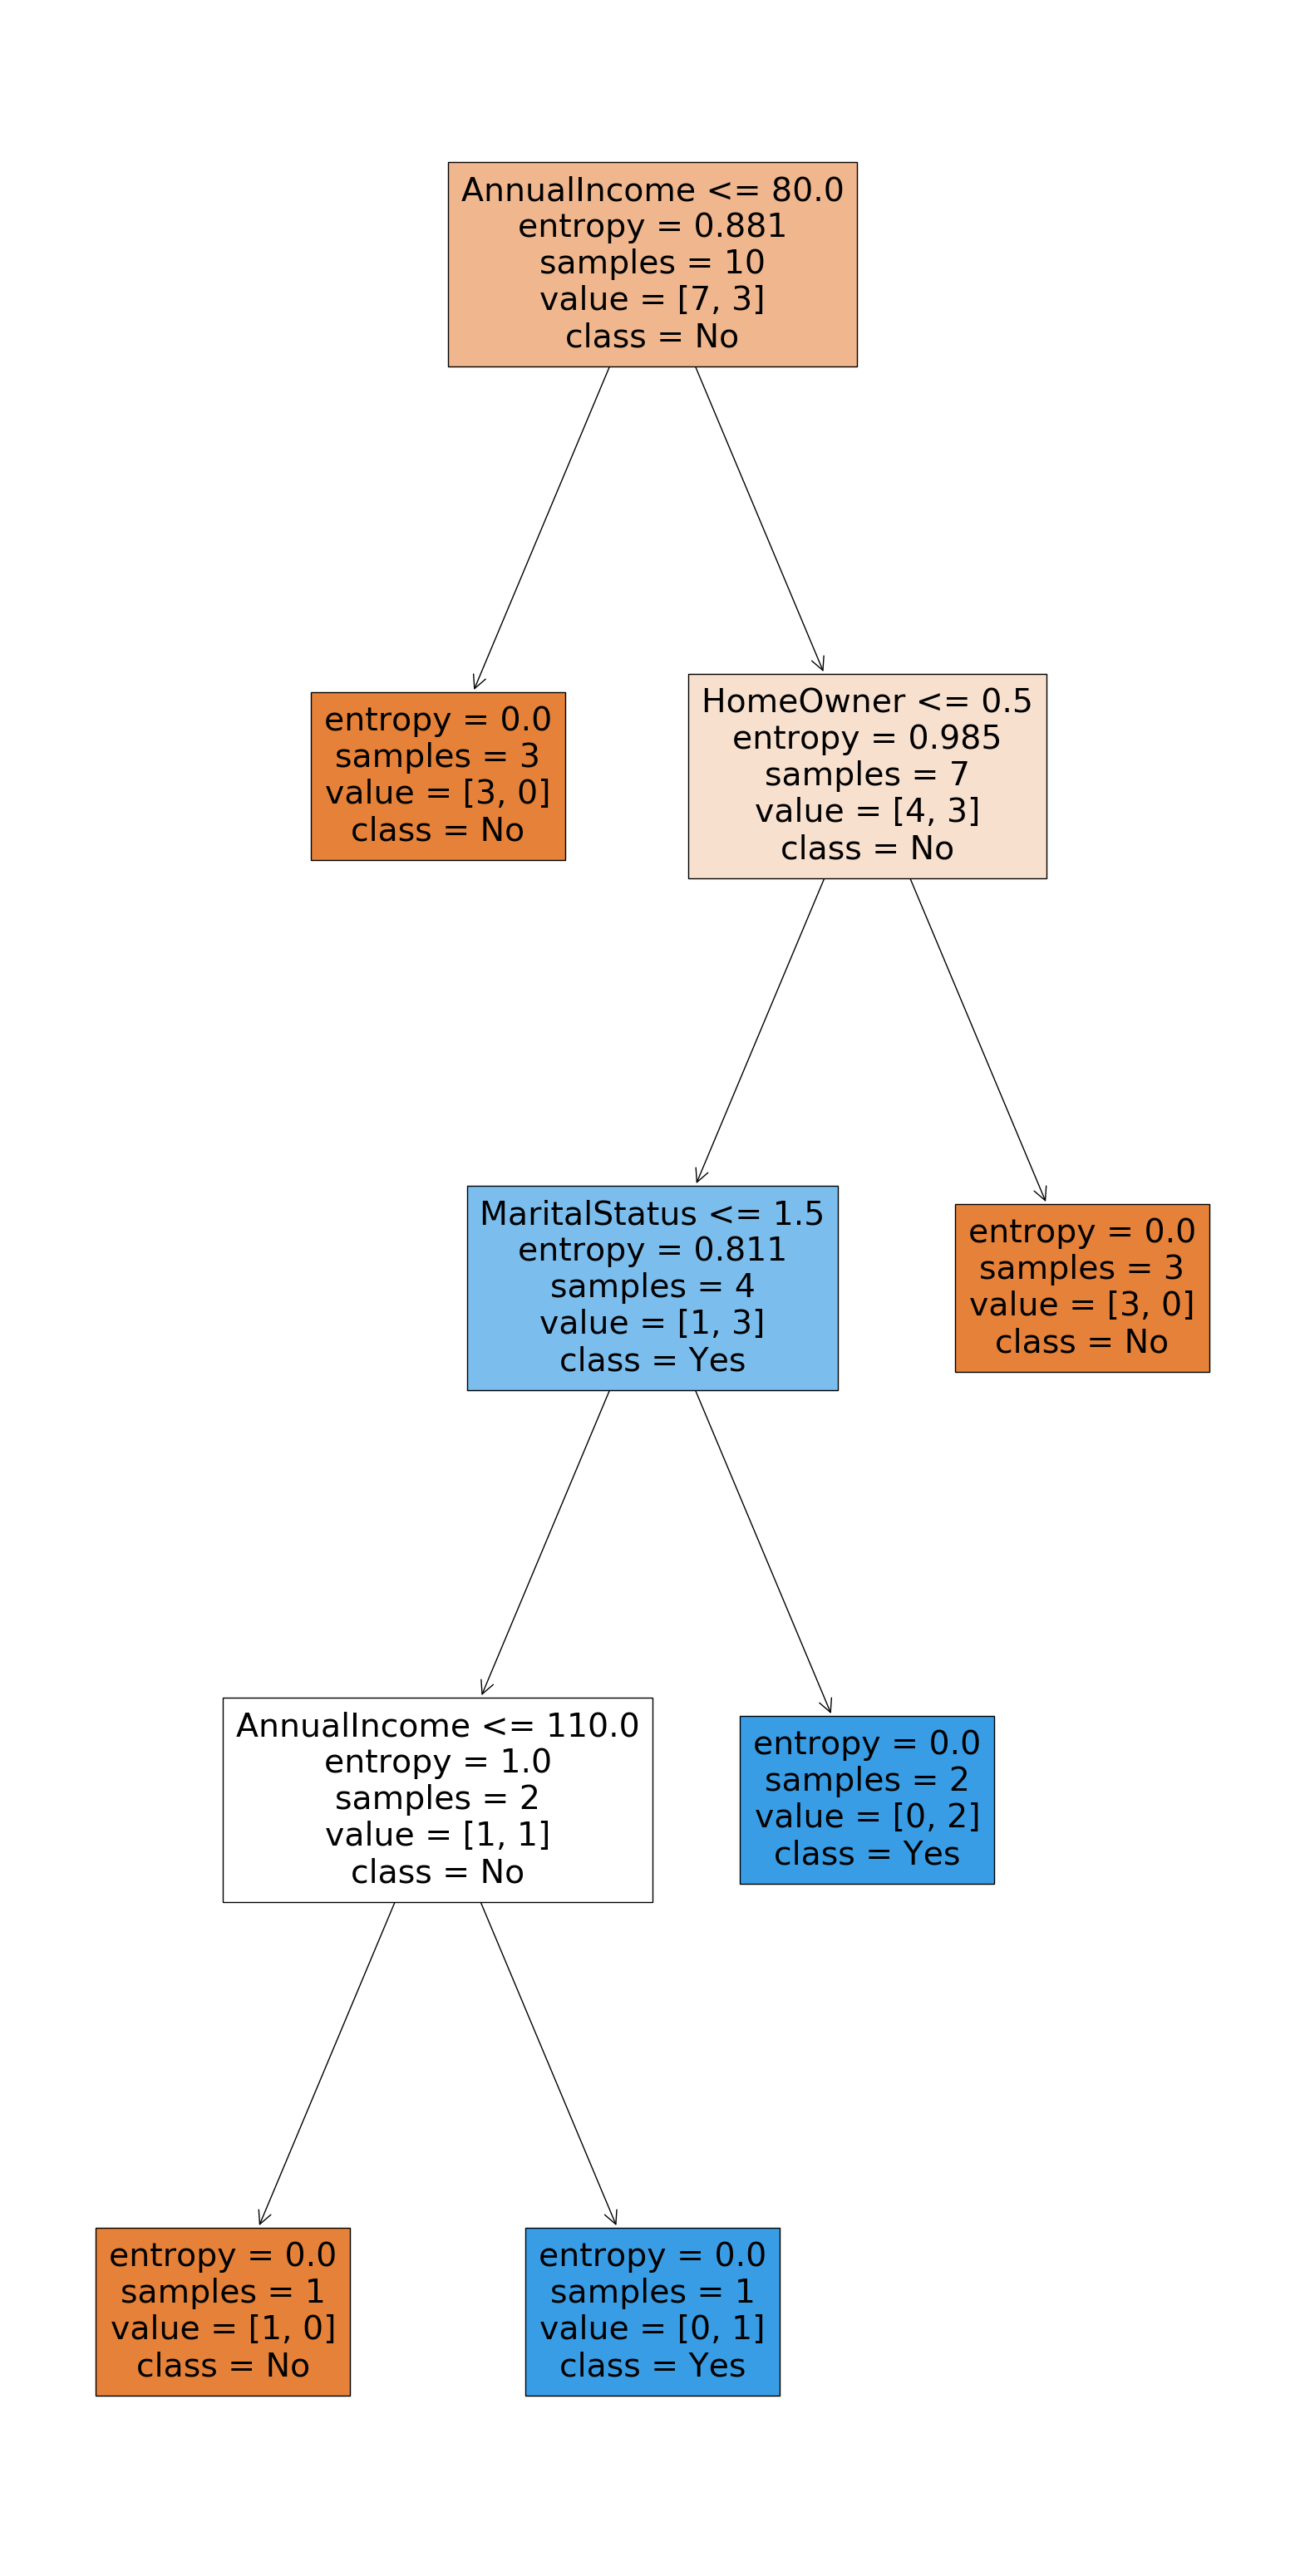 AnnualIncome <= 80.0
entropy = 0.881
samples = 10
value = [7, 3]
class = No
entropy = 0.0
samples = 3
value = [3, 0]
class = No
HomeOwner <= 0.5
entropy = 0.985
samples = 7
value = [4, 3]
class = No
MaritalStatus <= 1.5
entropy = 0.811
samples = 4
value = [1, 3]
class = Yes
entropy = 0.0
samples = 3
value = [3, 0]
class = No
AnnualIncome <= 110.0
entropy = 1.0
samples = 2
value = [1, 1]
class = No
entropy = 0.0
samples = 2
value = [0, 2]
class = Yes
entropy = 0.0
samples = 1
value = [1, 0]
class = No
entropy = 0.0
samples = 1
value = [0, 1]
class = Yes